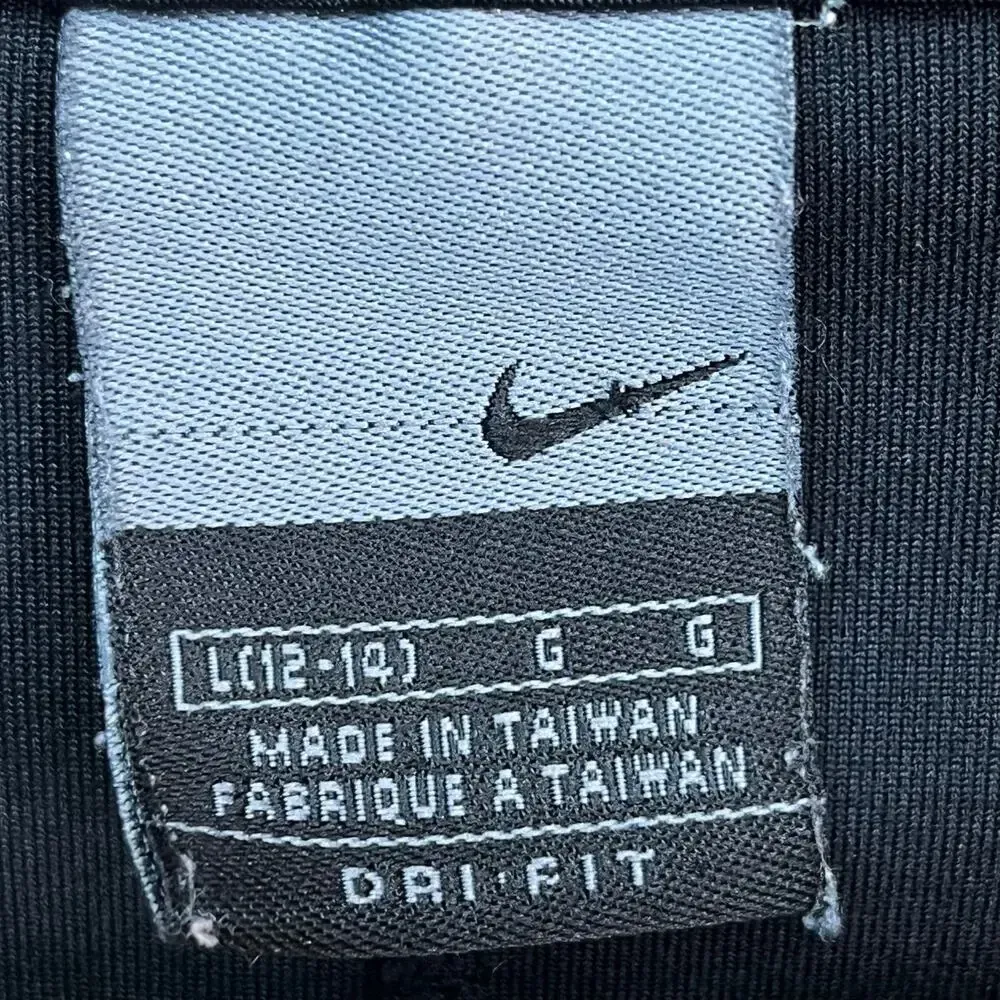 L(12-14) G G
MADE IN TAIWAN
FABRIQUE A TAIWAN
DRI·FIT